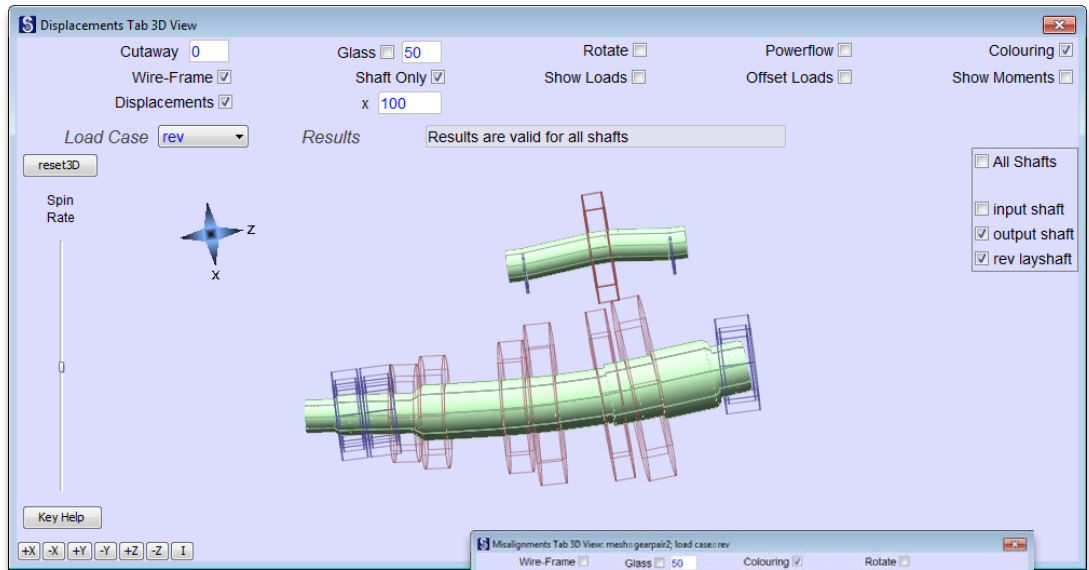 Displacements Tab 3D View
Cutaway 0 Glass 50 Rotate Powerflow Colouring
Wire-Frame Shaft Only Show Loads Offset Loads Show Moments
Displacements x 100
Load Case rev Results Results are valid for all shafts
reset3D
All Shafts
Spin
Rate
input shaft
output shaft
rev layshaft
Z
X
Key Help
+X -X +Y -Y +Z -Z I
Misalignments Tab 3D View: mesh=gearpair2; load case=rev
Wire-Frame Glass 50 Colouring Rotate